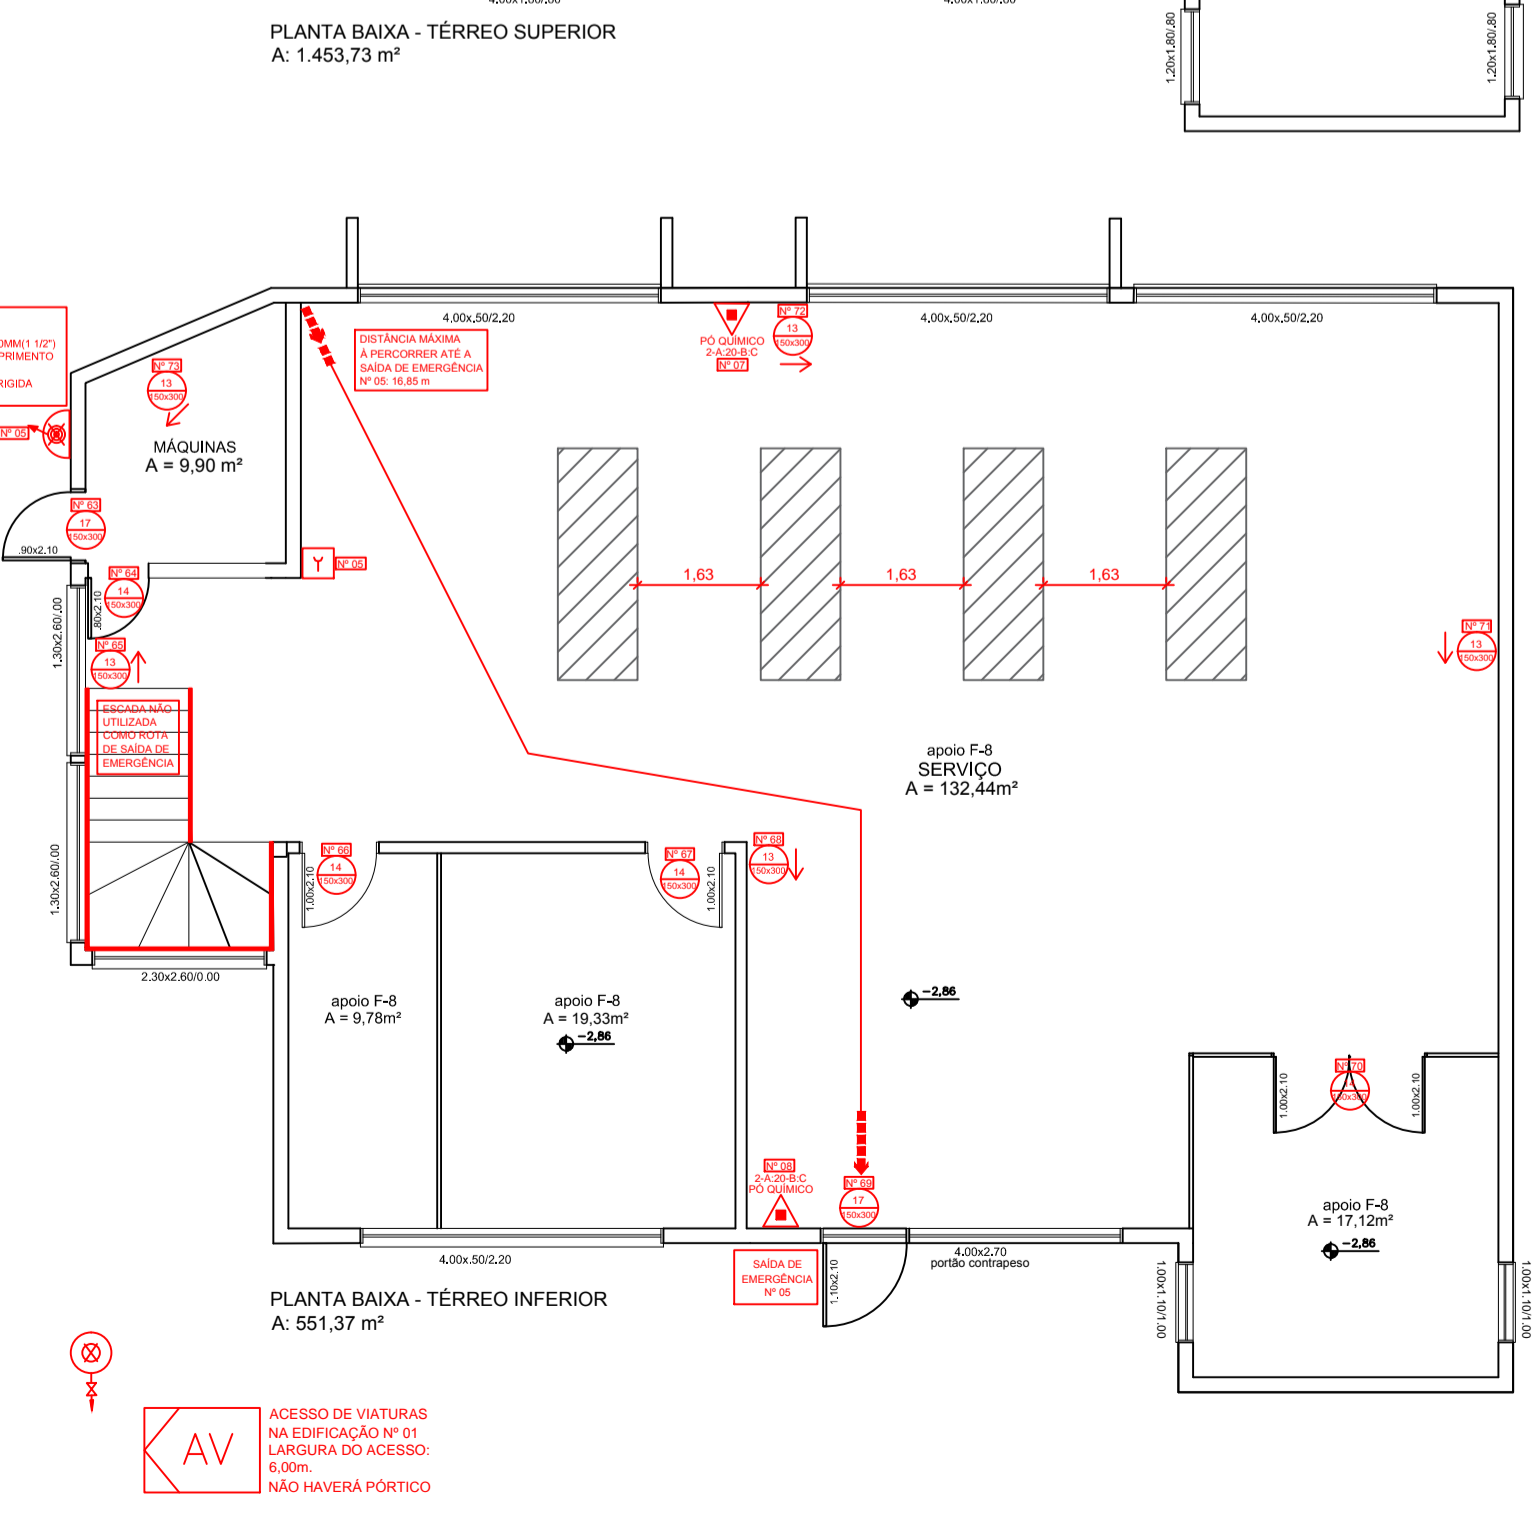 PLANTA BAIXA - TÉRREO SUPERIOR
A: 1.453,73 m²
1.20x1.80/.80
1.20x1.80/.80
4.00x.50/2.20
4.00x.50/2.20
4.00x.50/2.20
DISTÂNCIA MÁXIMA
À PERCORRER ATÉ A
SAÍDA DE EMERGÊNCIA
Nº 05: 16,85 m
PÓ QUÍMICO
2-A:20-B:C
Nº 07
Nº 72
13
150x300
0MM(1 1/2")
PRIMENTO
RIGIDA
Nº 05
Nº 73
13
150x300
MÁQUINAS
A = 9,90 m²
Nº 63
17
150x300
.90x2.10
Nº 64
14
150x300
.80x2.10
Nº 05
1,63
1,63
1,63
1.30x2.60/.00
Nº 65
13
150x300
Nº 71
13
150x300
ESCADA NÃO
UTILIZADA
COMO ROTA
DE SAÍDA DE
EMERGÊNCIA
apoio F-8
SERVIÇO
A = 132,44m²
1.30x2.60/.00
Nº 66
14
150x300
1.00x2.10
Nº 67
14
150x300
1.00x2.10
Nº 68
13
150x300
2.30x2.60/0.00
apoio F-8
A = 9,78m²
apoio F-8
A = 19,33m²
-2,86
-2,86
Nº 70
14
150x300
1.00x2.10
1.00x2.10
Nº 08
2-A:20-B:C
PÓ QUÍMICO
Nº 69
17
150x300
apoio F-8
A = 17,12m²
-2,86
4.00x.50/2.20
SAÍDA DE
EMERGÊNCIA
Nº 05
1.10x2.10
4.00x2.70
portão contrapeso
1.00x1.10/1.00
1.00x1.10/1.00
PLANTA BAIXA - TÉRREO INFERIOR
A: 551,37 m²
AV
ACESSO DE VIATURAS
NA EDIFICAÇÃO Nº 01
LARGURA DO ACESSO:
6,00m.
NÃO HAVERÁ PÓRTICO